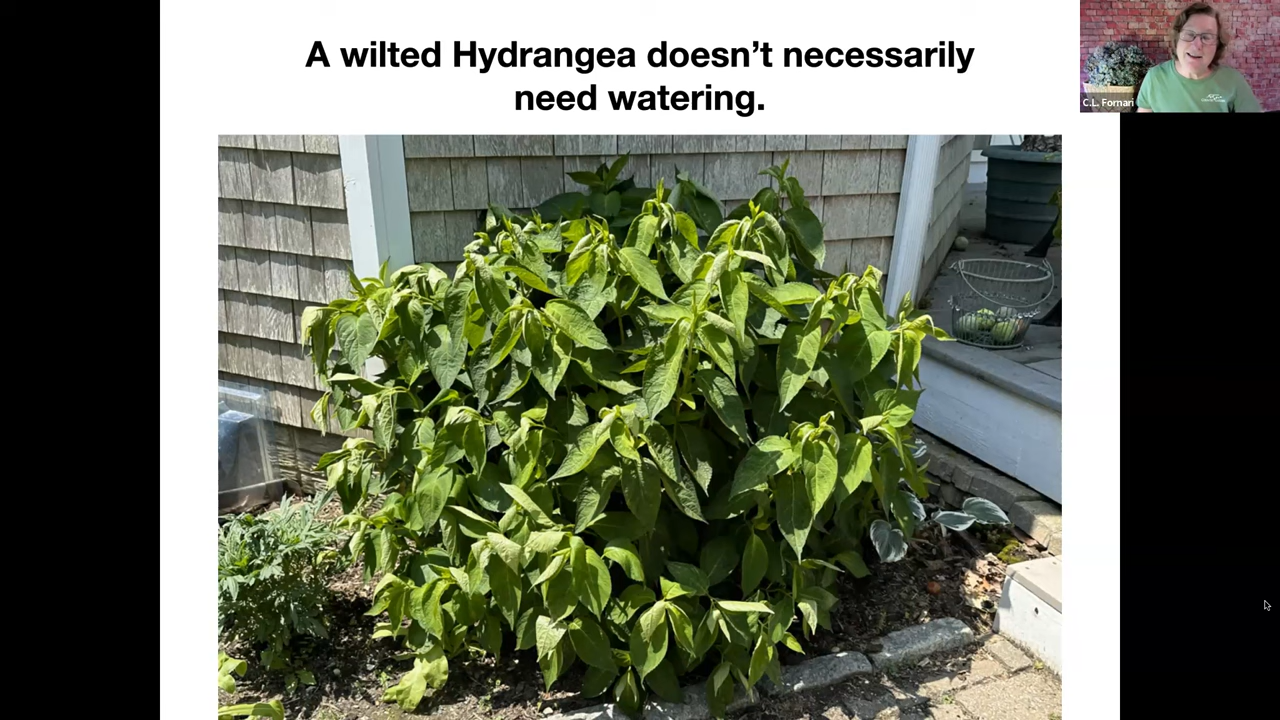 A wilted Hydrangea doesn’t necessarily
need watering.
C.L. Fornari